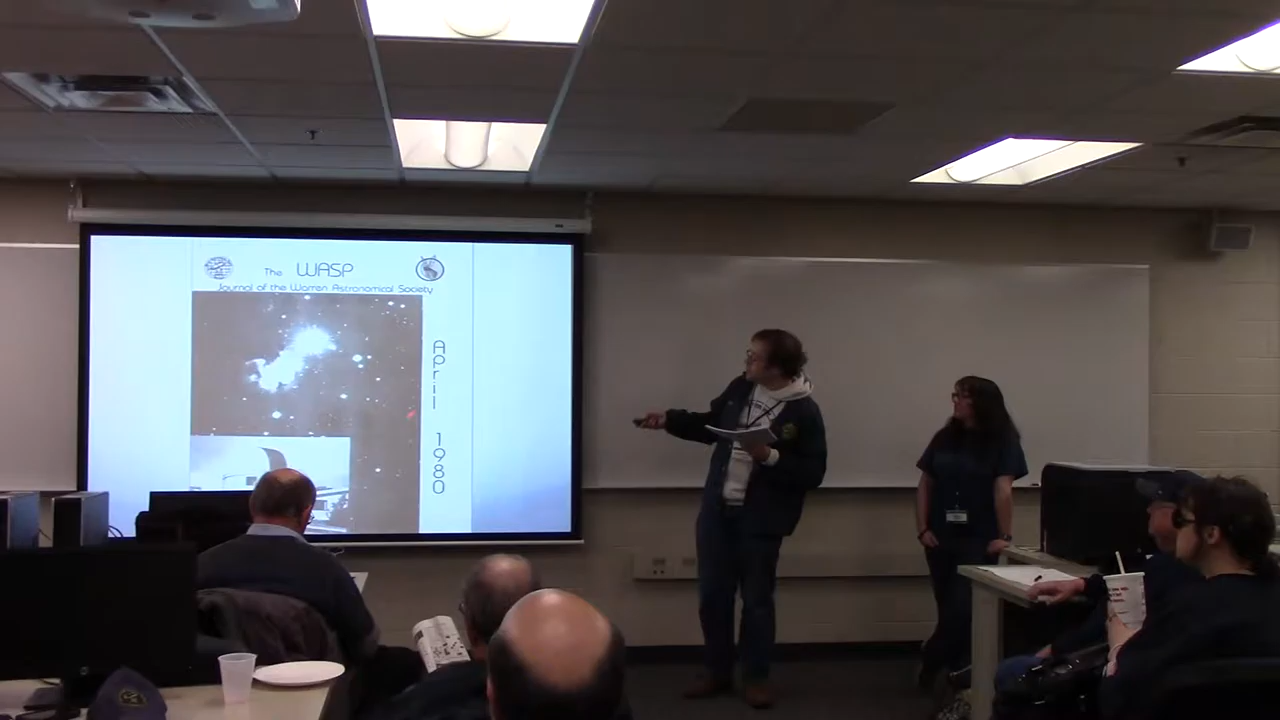 The WASP
Journal of the Warren Astronomical Society
April 1980